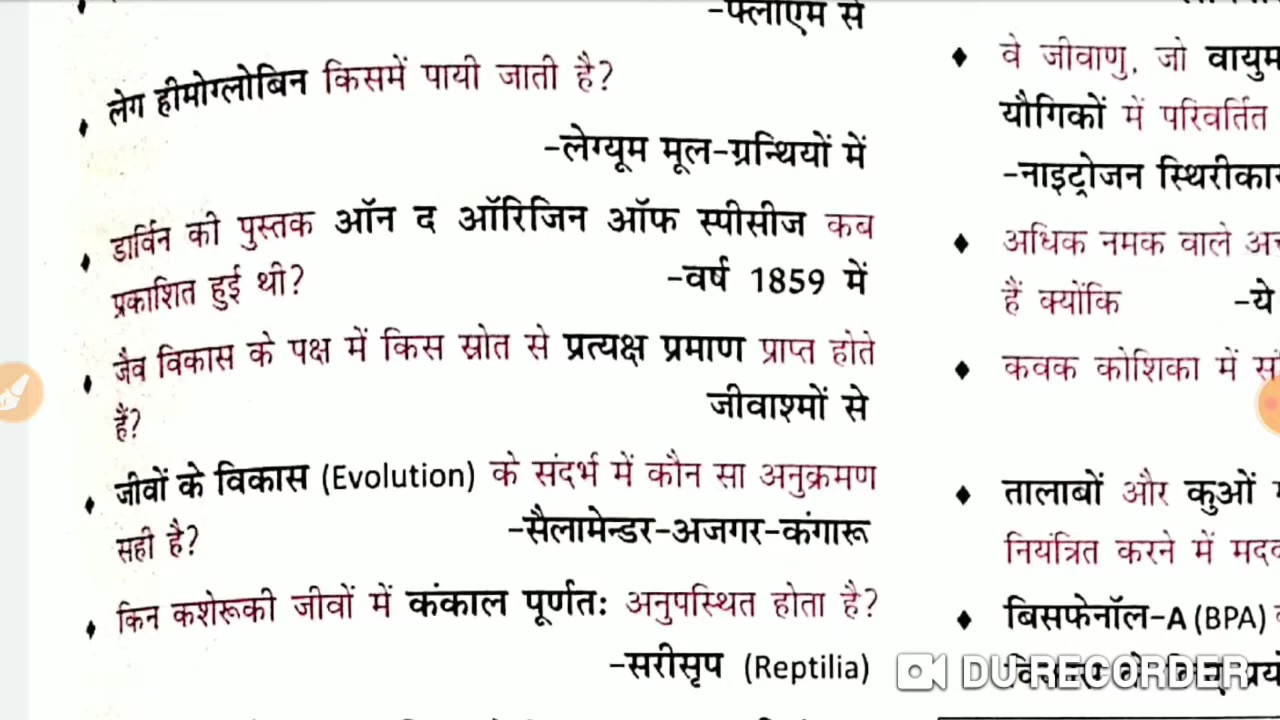 -फ्लोएम से
लेग हीमोग्लोबिन किसमें पायी जाती है?
-लेग्यूम मूल-ग्रन्थियों में
डार्विन की पुस्तक ऑन द ऑरिजिन ऑफ स्पीसीज कब
प्रकाशित हुई थी? -वर्ष 1859 में
जैव विकास के पक्ष में किस स्रोत से प्रत्यक्ष प्रमाण प्राप्त होते
हैं? जीवाश्मों से
जीवों के विकास (Evolution) के संदर्भ में कौन सा अनुक्रमण
सही है? -सैलामेन्डर-अजगर-कंगारू
किन कशेरूकी जीवों में कंकाल पूर्णतः अनुपस्थित होता है?
-सरीसृप (Reptilia)
वे जीवाणु, जो
यौगिकों में परिवर्तित
-नाइट्रोजन
अधिक नमक वाले
हैं क्योंकि -ये
कवक कोशिका में
तालाबों और कुओं
नियंत्रित करने में
बिसफेनॉल-A (BPA)
DU RECORDER